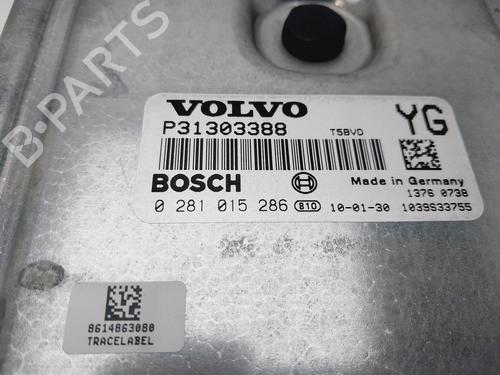 B-PARTS
VOLVO YG
P31303388 T5BVD
BOSCH Made in Germany
1376 0738
0 281 015 286 810 10-01-30 1039S33755
8614863080
TRACELABEL